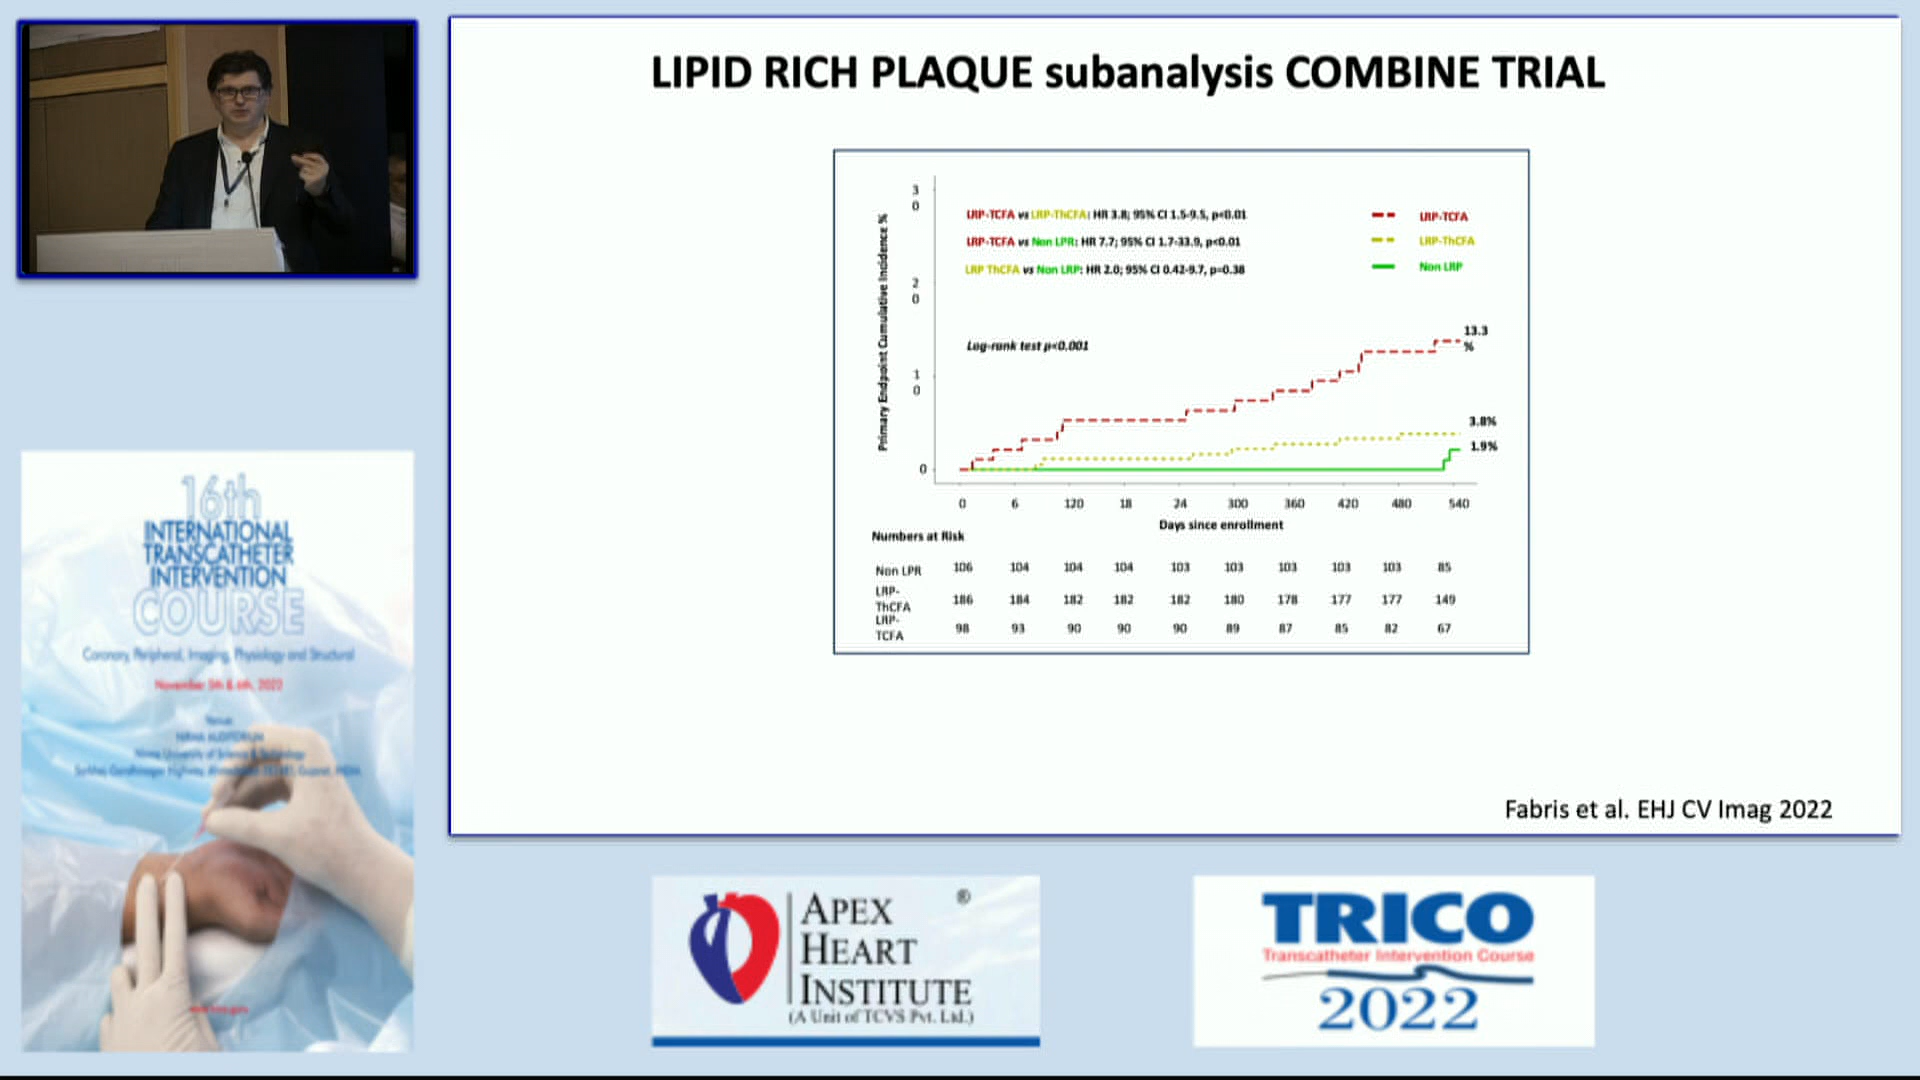 LIPID RICH PLAQUE subanalysis COMBINE TRIAL
Primary Endpoint Cumulative Incidence %
3
0
2
0
1
0
0
LRP-TCFA vs LRP-ThCFA: HR 3.8; 95% CI 1.5-9.5, p<0.01
LRP-TCFA vs Non LPR: HR 7.7; 95% CI 1.7-33.9, p<0.01
LRP ThCFA vs Non LRP: HR 2.0; 95% CI 0.42-9.7, p=0.38
LRP-TCFA
LRP-ThCFA
Non LRP
Log-rank test p<0.001
13.3
%
3.8%
1.9%
0 6 120 18 24 300 360 420 480 540
Days since enrollment
Numbers at Risk
Non LPR 106 104 104 104 103 103 103 103 103 85
LRP-
ThCFA 186 184 182 182 182 180 178 177 177 149
LRP-
TCFA 98 93 90 90 90 89 87 85 82 67
Fabris et al. EHJ CV Imag 2022
16th
INTERNATIONAL
TRANSCATHETER
INTERVENTION
COURSE
Coronary, Peripheral, Imaging, Physiology and Structural
November 5th & 6th, 2022
Venue
NIRMA AUDITORIUM
Nirma University of Science & Technology
APEX
HEART
INSTITUTE
(A Unit of TCVS Pvt. Ltd.)
®
TRICO
Transcatheter Intervention Course
2022